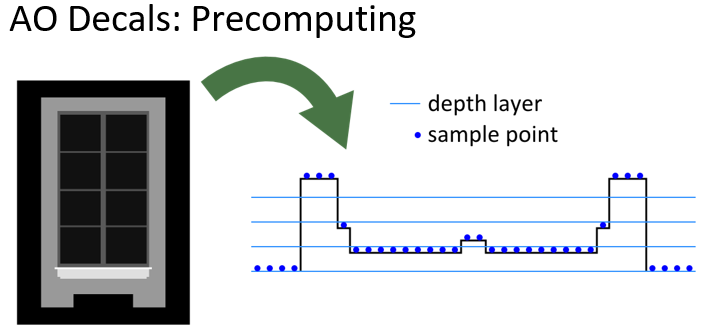 AO Decals: Precomputing
depth layer
sample point